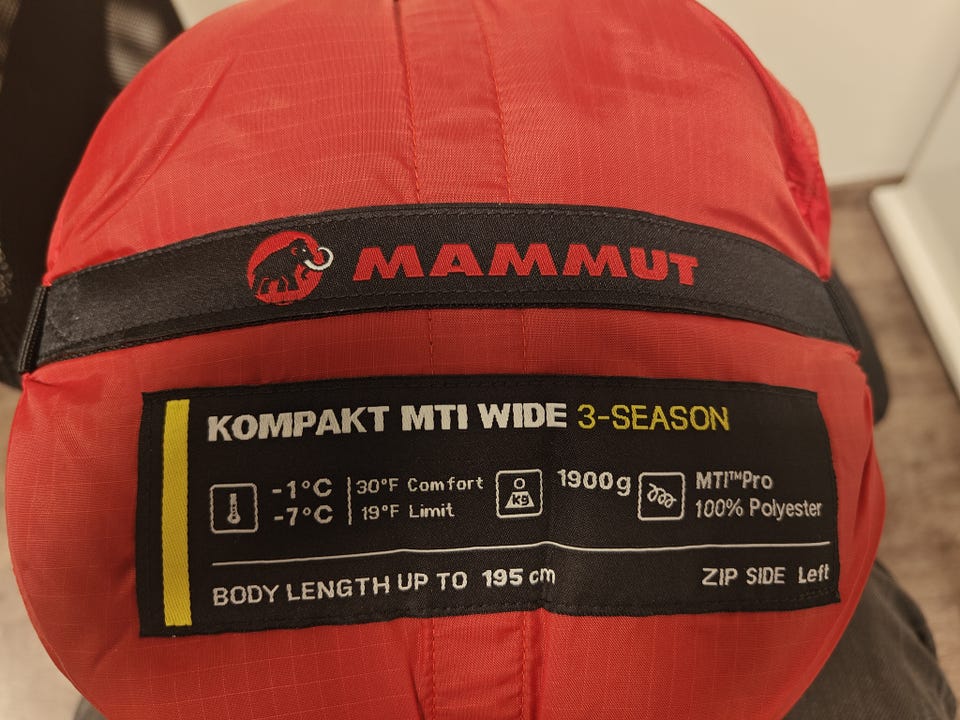 MAMMUT
KOMPAKT MTI WIDE 3-SEASON
-1°C 30°F Comfort
-7°C 19°F Limit
KG
1900g
MTI™Pro
100% Polyester
BODY LENGTH UP TO 195 cm
ZIP SIDE Left